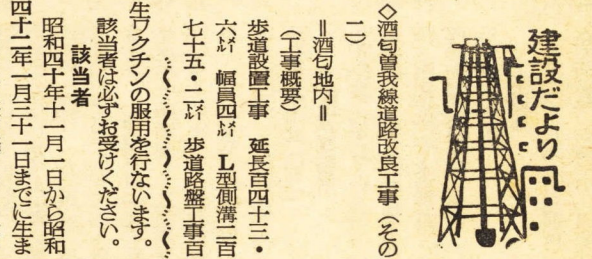 建設だより
◇酒匂曽我線道路改良工事（その
二）
＝酒匂地内＝
（工事概要）
歩道設置工事　延長百四十三・
六㍍　幅員四㍍　L型側溝二百
七十五・二㍍　歩道路盤工事百
生ワクチンの服用を行ないます。
該当者は必ずお受けください。
該当者
昭和四十年十一月一日から昭和
四十二年一月三十一日までに生ま